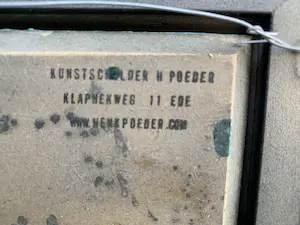 KUNSTSCHILDER H POEDER
KLAPHEKWEG 11 EDE
WWW.HENKPOEDER.COM